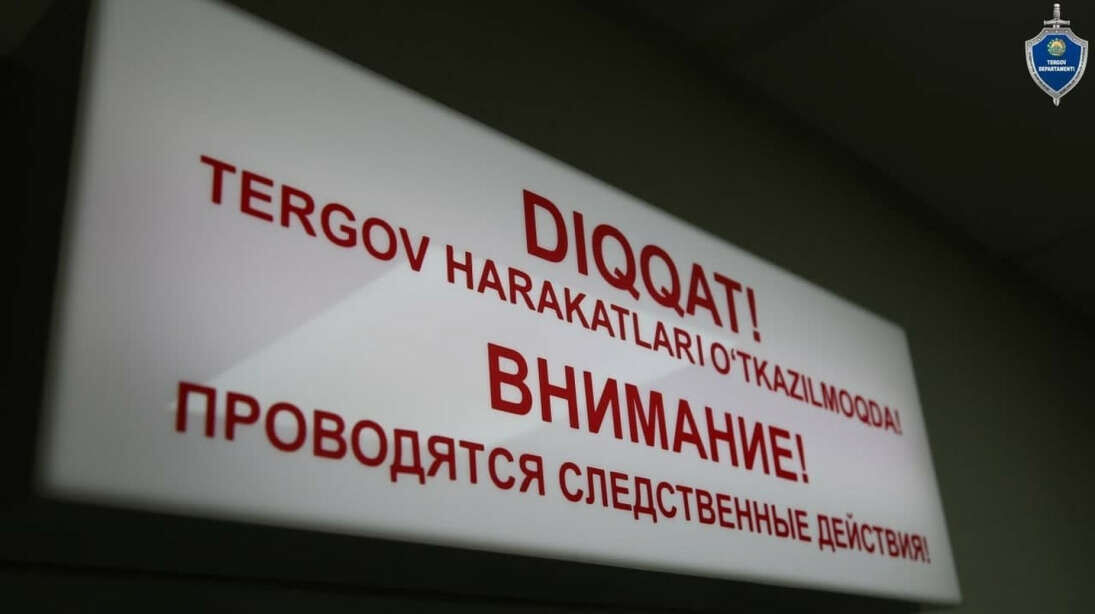 DIQQAT!
TERGOV HARAKATLARI O‘TKAZILMOQDA!
ВНИМАНИЕ!
ПРОВОДЯТСЯ СЛЕДСТВЕННЫЕ ДЕЙСТВИЯ!
TERGOV
DEPARTAMENTI